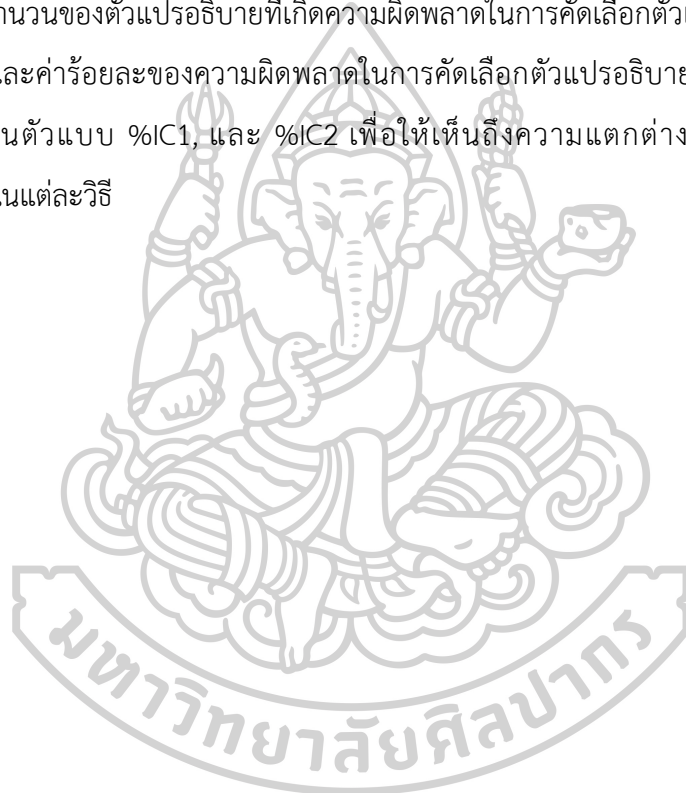 านวนของตัวแปรอธิบายที่เกิดความผิดพลาดในการคัดเลือกตัวแ
และค่าร้อยละของความผิดพลาดในการคัดเลือกตัวแปรอธิบาย
นตัวแบบ %IC1, และ %IC2 เพื่อให้เห็นถึงความแตกต่าง
นแต่ละวิธี
มหาวิทยาลัยศิลปากร